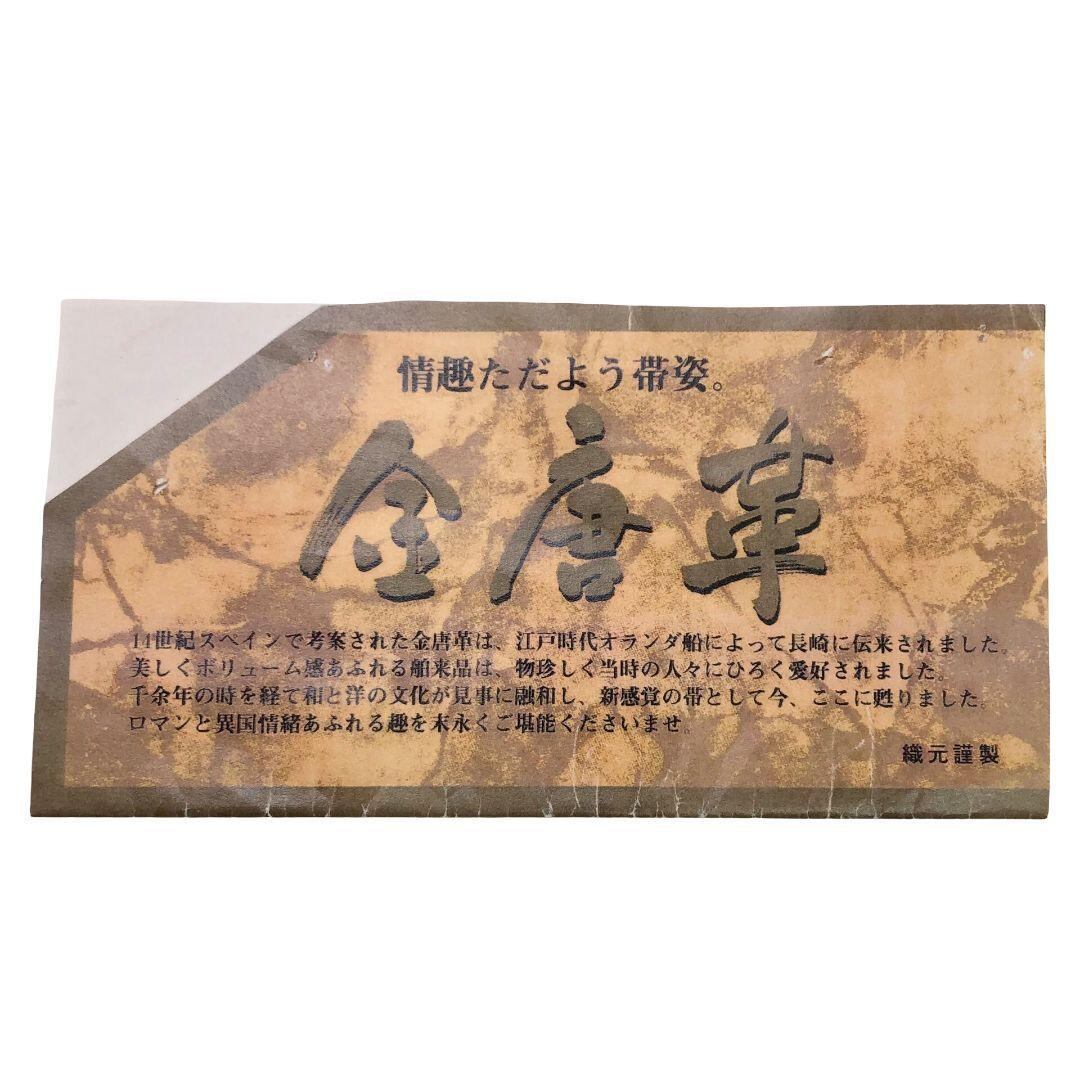 情趣ただよう帯姿。
金唐革
14世紀スペインで考案された金唐革は、江戸時代オランダ船によって長崎に伝来されました。
美しくボリューム感あふれる舶来品は、物珍しく当時の人々にひろく愛好されました。
千余年の時を経て和と洋の文化が見事に融和し、新感覚の帯として今、ここに甦りました。
ロマンと異国情緒あふれる趣を末永くご堪能くださいませ。
織元謹製